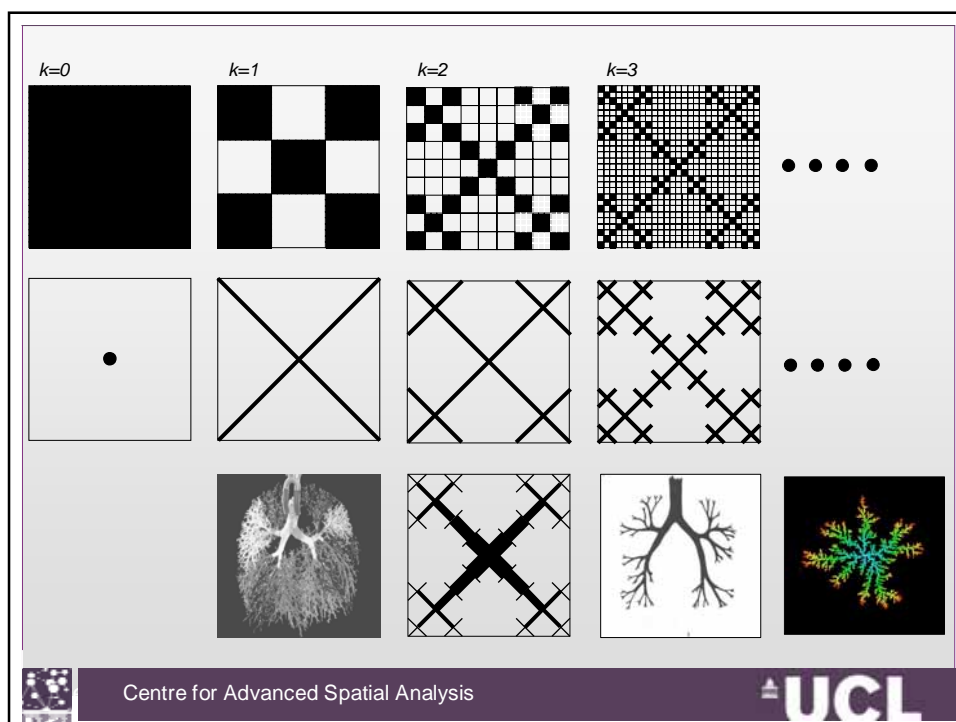 k=0 k=1 k=2 k=3
Centre for Advanced Spatial Analysis
UCL